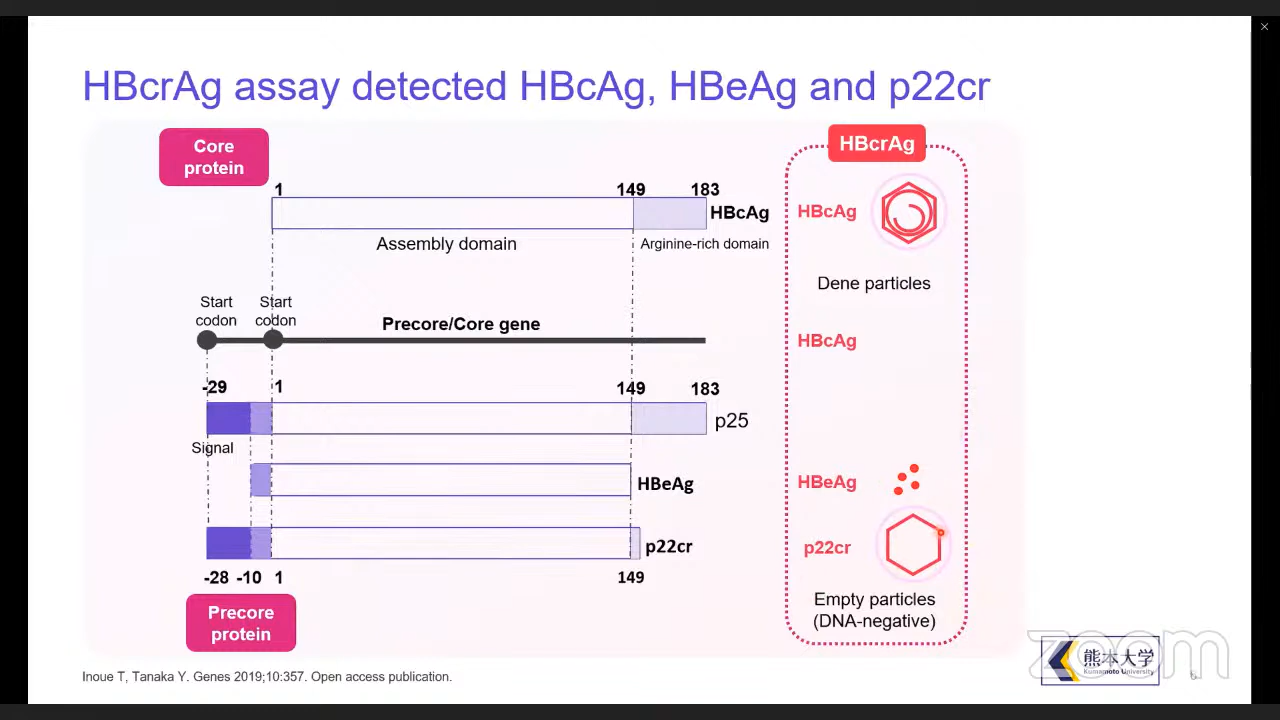 HBcrAg assay detected HBcAg, HBeAg and p22cr
Core
protein
1
149
183
HBcAg
Assembly domain
Arginine-rich domain
Start
codon
Start
codon
Precore/Core gene
-29
1
149
183
p25
Signal
HBeAg
p22cr
-28
-10
1
149
Precore
protein
HBcrAg
HBcAg
Dene particles
HBcAg
HBeAg
p22cr
Empty particles
(DNA-negative)
Inoue T, Tanaka Y. Genes 2019;10:357. Open access publication.
熊本大学
Kumamoto University
zoom